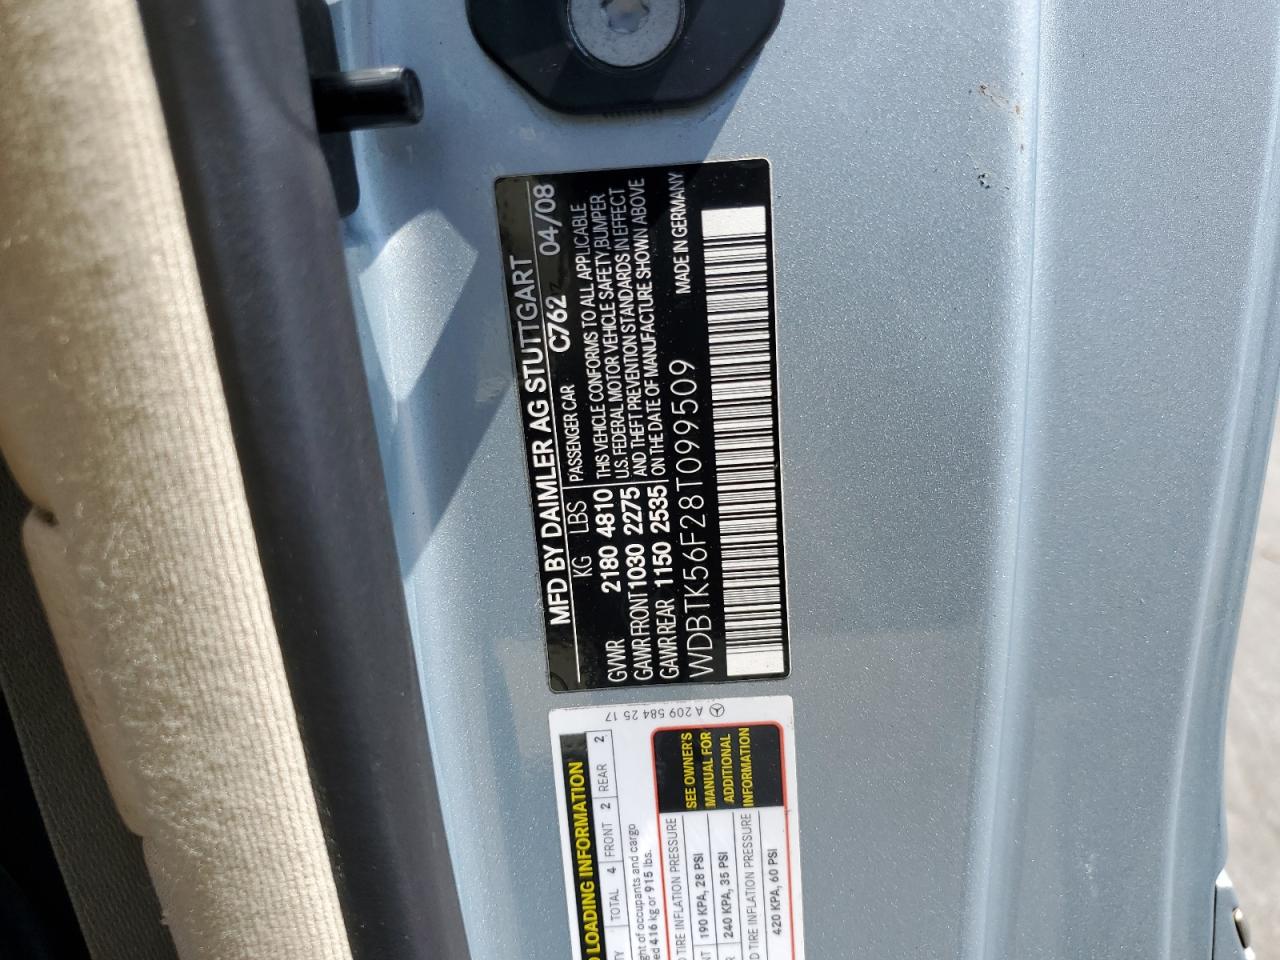 MFD BY DAIMLER AG STUTTGART 04/08
KG LBS PASSENGER CAR C762
GVWR 2180 4810
GAWR FRONT 1030 2275
GAWR REAR 1150 2535
THIS VEHICLE CONFORMS TO ALL APPLICABLE
U.S. FEDERAL MOTOR VEHICLE SAFETY, BUMPER
AND THEFT PREVENTION STANDARDS IN EFFECT
ON THE DATE OF MANUFACTURE SHOWN ABOVE
WDBTK56F28T099509 MADE IN GERMANY
A 209 584 25 17
LOADING INFORMATION
TOTAL 4 FRONT 2 REAR 2
of occupants and cargo
416 kg or 915 lbs.
TIRE INFLATION PRESSURE
190 KPA, 28 PSI
240 KPA, 35 PSI
TIRE INFLATION PRESSURE
420 KPA, 60 PSI
SEE OWNER'S
MANUAL FOR
ADDITIONAL
INFORMATION